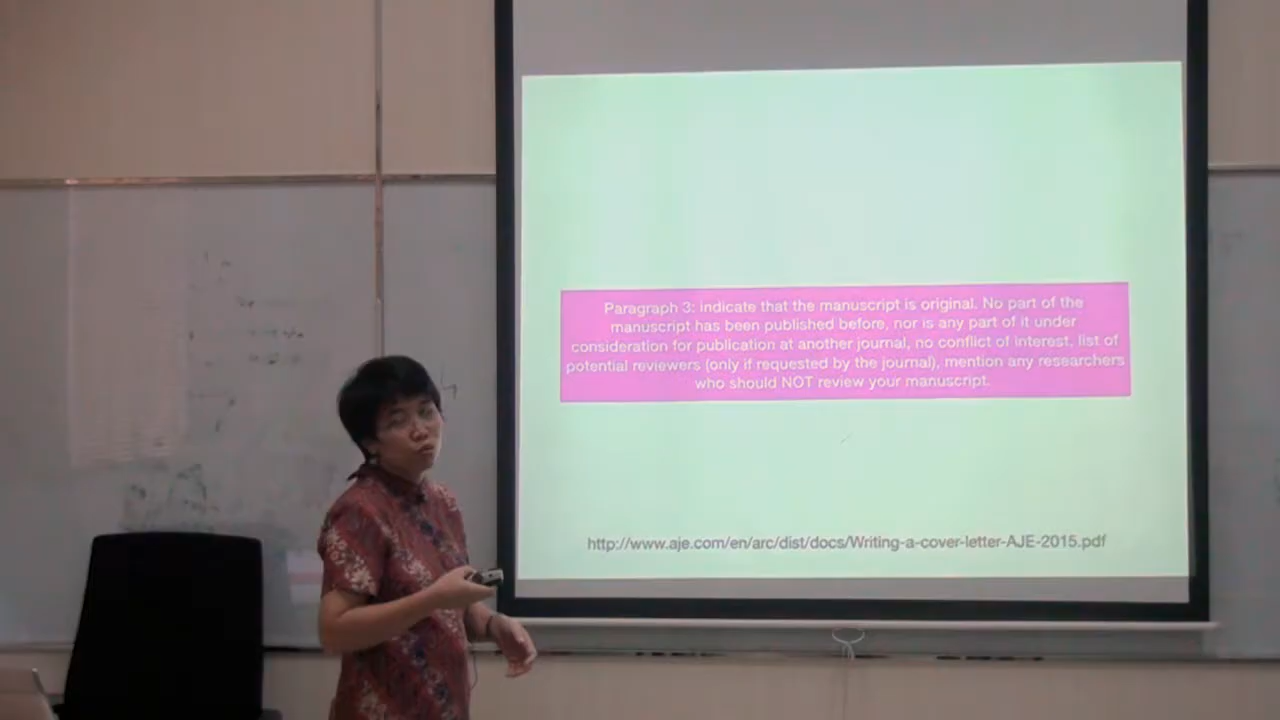 Paragraph 3: indicate that the manuscript is original. No part of the
manuscript has been published before, nor is any part of it under
consideration for publication at another journal, no conflict of interest, list of
potential reviewers (only if requested by the journal), mention any researchers
who should NOT review your manuscript.
http://www.aje.com/en/arc/dist/docs/Writing-a-cover-letter-AJE-2015.pdf